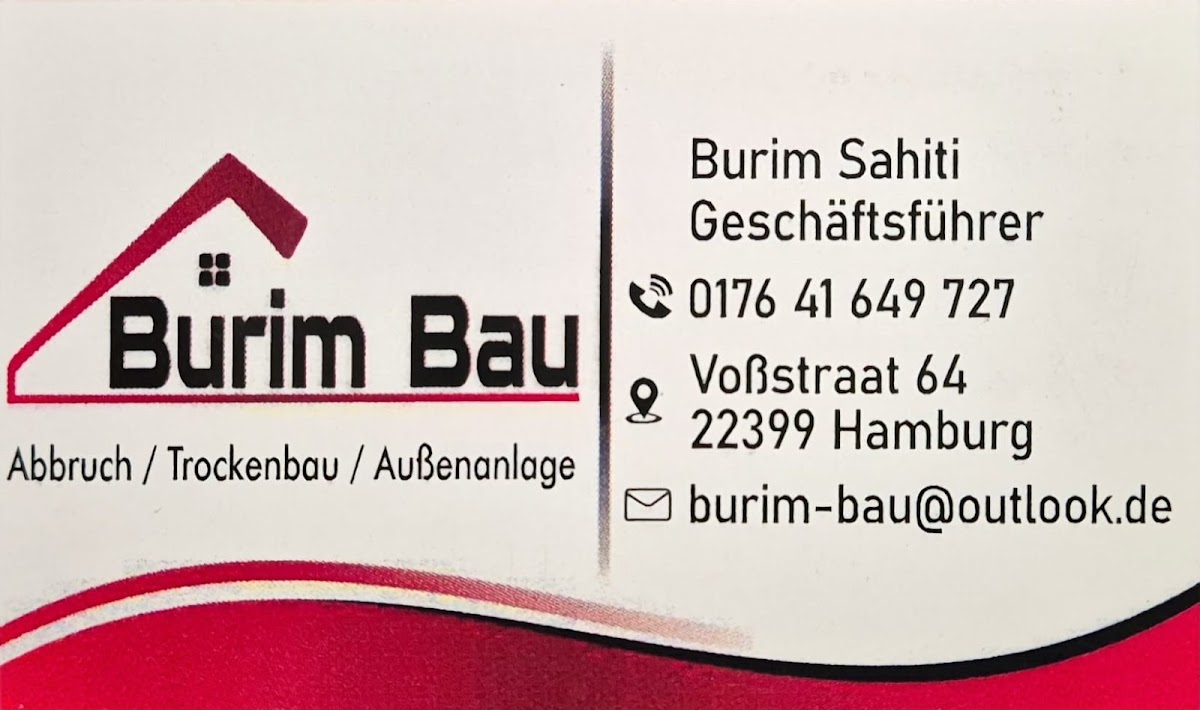 Burim Bau
Abbruch / Trockenbau / Außenanlage
Burim Sahiti
Geschäftsführer
0176 41 649 727
Voßstraat 64
22399 Hamburg
burim-bau@outlook.de